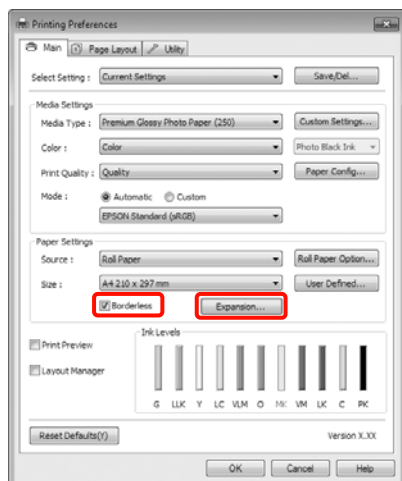 Printing Preferences
Main Page Layout Utility
Select Setting : Current Settings Save/Del...
Media Settings
Media Type : Premium Glossy Photo Paper (250) Custom Settings...
Color : Color Photo Black Ink
Print Quality : Quality Paper Config...
Mode : Automatic Custom
EPSON Standard (sRGB)
Paper Settings
Source : Roll Paper Roll Paper Option...
Size : A4 210 x 297 mm User Defined...
Borderless Expansion...
Ink Levels
Print Preview
Layout Manager
G LLK Y LC VLM O MK VM LK C PK
Reset Defaults(Y) Version X.XX
OK Cancel Help